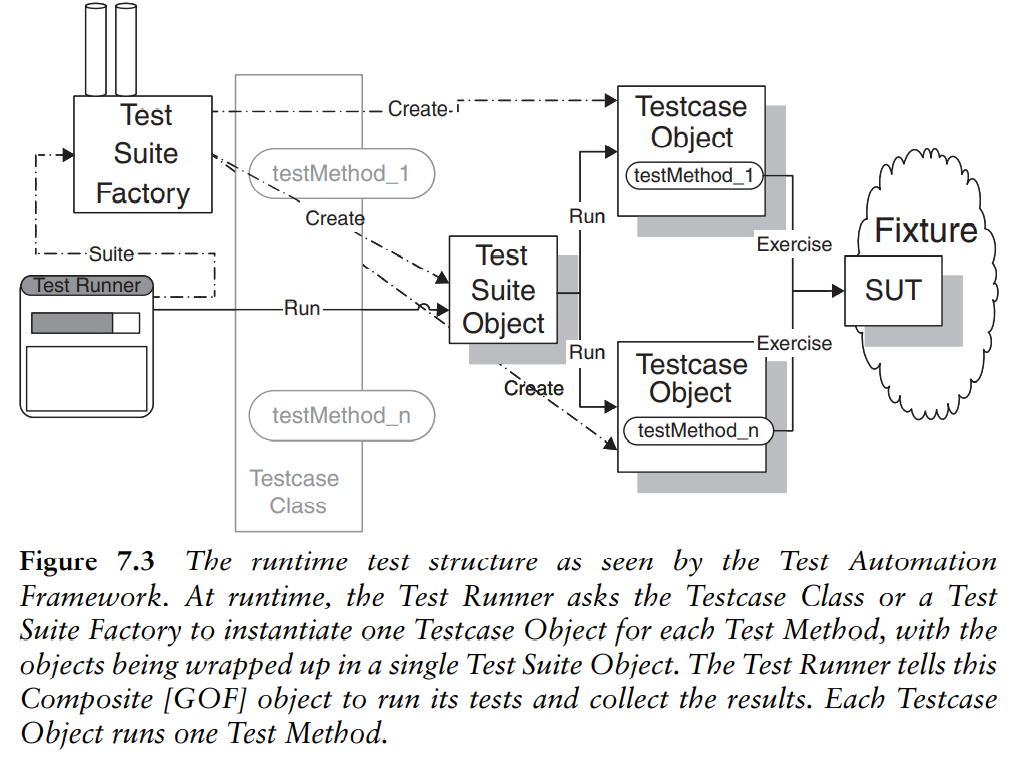 Test
Suite
Factory
Create
Testcase
Object
testMethod_1
testMethod_1
Create
Run
Exercise
Fixture
Suite
Test Runner
Test
Suite
Object
SUT
Run
Run
Exercise
Testcase
Object
Create
testMethod_n
testMethod_n
Testcase
Class
Figure 7.3 The runtime test structure as seen by the Test Automation
Framework. At runtime, the Test Runner asks the Testcase Class or a Test
Suite Factory to instantiate one Testcase Object for each Test Method, with the
objects being wrapped up in a single Test Suite Object. The Test Runner tells this
Composite [GOF] object to run its tests and collect the results. Each Testcase
Object runs one Test Method.